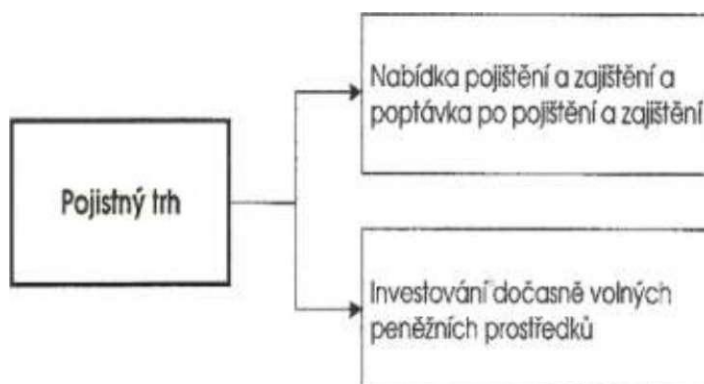 Pojistný trh
Nabídka pojištění a zajištění a
poptávka po pojištění a zajištění
Investování dočasně volných
peněžních prostředků